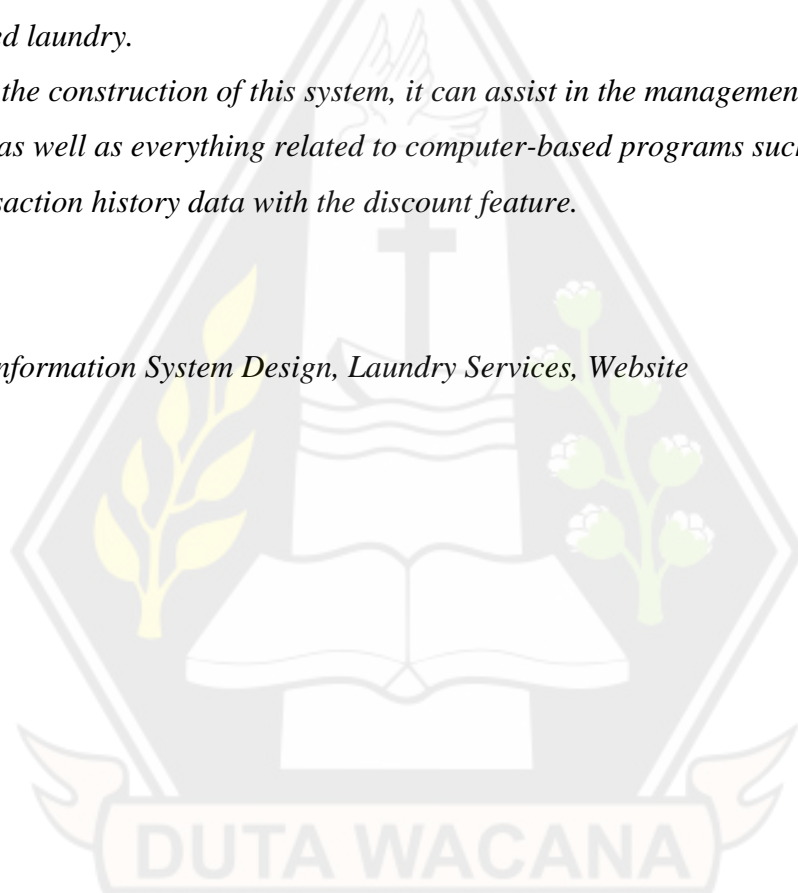 ed laundry.
the construction of this system, it can assist in the managemen
as well as everything related to computer-based programs suc
saction history data with the discount feature.
nformation System Design, Laundry Services, Website
DUTA WACANA